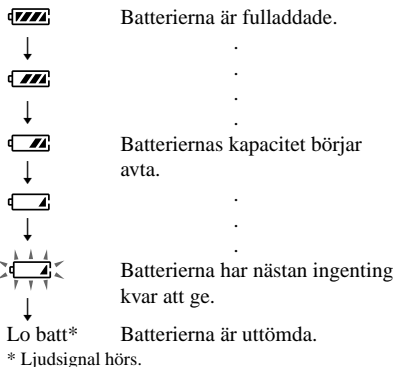 Batterierna är fulladdade.
.
.
.
.
Batteriernas kapacitet börjar
avta.
.
.
.
Batterierna har nästan ingenting
kvar att ge.
Lo batt* Batterierna är uttömda.
* Ljudsignal hörs.